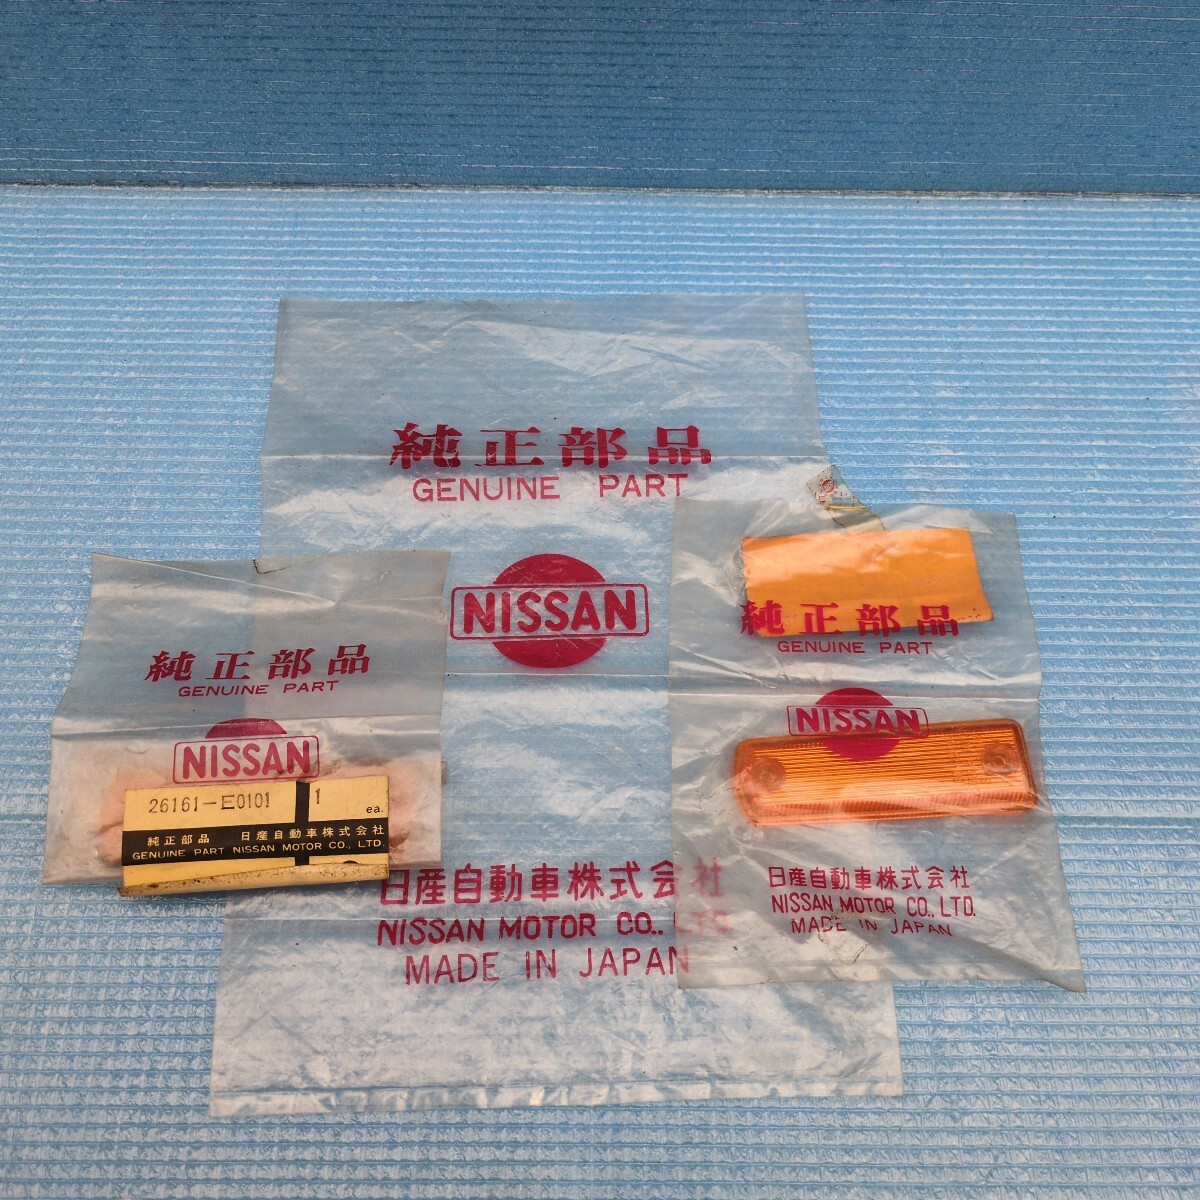 純正部品
GENUINE PART
NISSAN
日産自動車株式会社
NISSAN MOTOR CO., LTD
MADE IN JAPAN
純正部品
GENUINE PART
NISSAN
26161-E0101 1
ea.
純正部品 日産自動車株式会社
GENUINE PART NISSAN MOTOR CO., LTD.
純正部品
GENUINE PART
NISSAN
日産自動車株式会社
NISSAN MOTOR CO., LTD.
MADE IN JAPAN